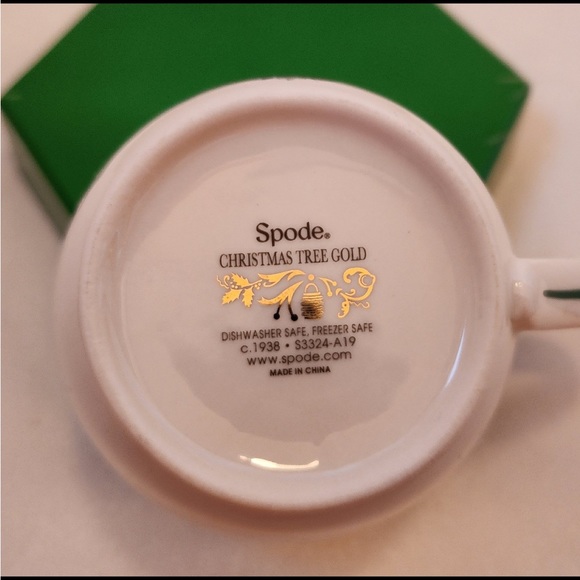 Spode®
CHRISTMAS TREE GOLD
DISHWASHER SAFE, FREEZER SAFE
c.1938 • S3324-A19
www.spode.com
MADE IN CHINA